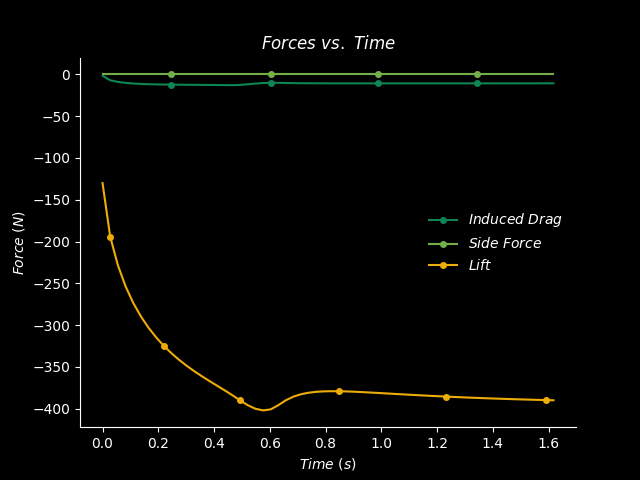 Forces vs. Time
0
−50
−100
−150
−200
−250
−300
−350
−400
Force (N)
Induced Drag
Side Force
Lift
0.0 0.2 0.4 0.6 0.8 1.0 1.2 1.4 1.6
Time (s)